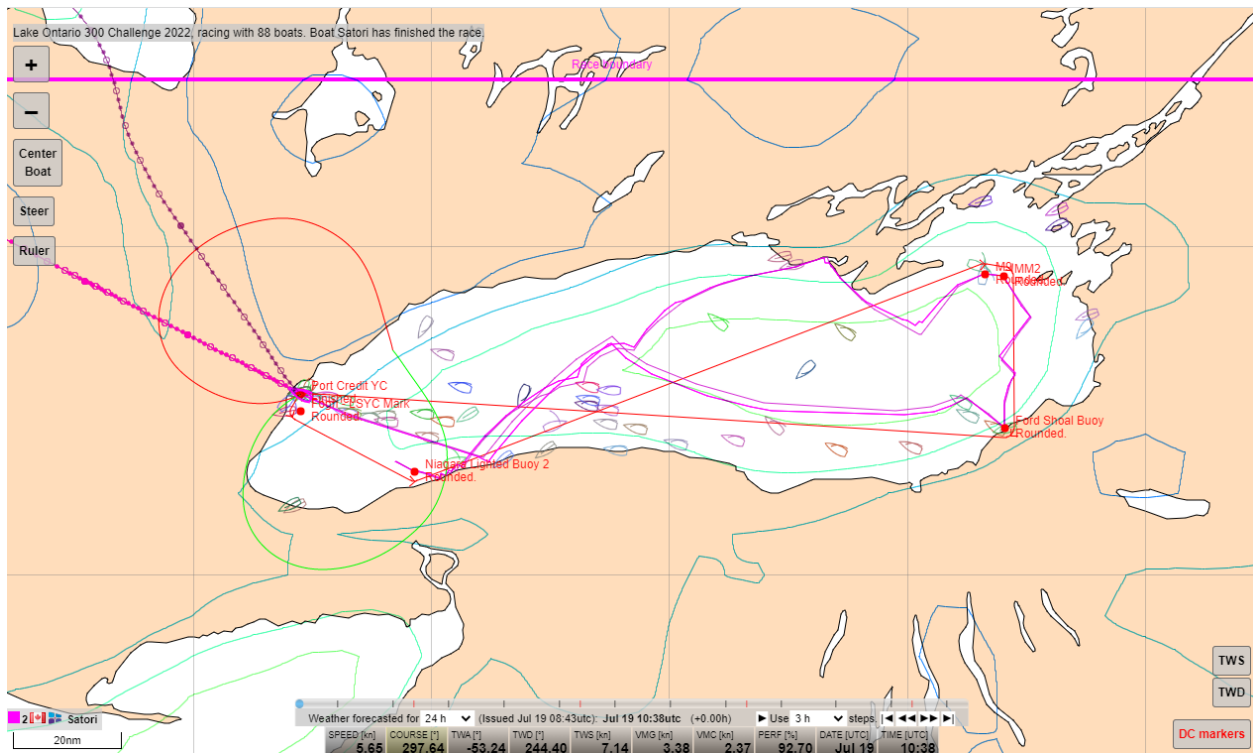 Lake Ontario 300 Challenge 2022, racing with 88 boats. Boat Satori has finished the race.
+
Race boundary
−
Center
Boat
Steer
Ruler
MM2
Rounded
Port Credit YC
Finished.
Rounded.
Ford Shoal Buoy
Rounded.
Niagara Lighted Buoy 2
Rounded.
TWS
TWD
2 Satori
Weather forecasted for 24 h (Issued Jul 19 08:43utc): Jul 19 10:38utc (+0.00h) Use 3 h steps.
20nm
SPEED [kn] COURSE [°] TWA [°] TWD [°] TWS [kn] VMG [kn] VMC [kn] PERF [%] DATE [UTC] TIME [UTC]
5.65 297.64 -53.24 244.40 7.14 3.38 2.37 92.70 Jul 19 10:38
DC markers